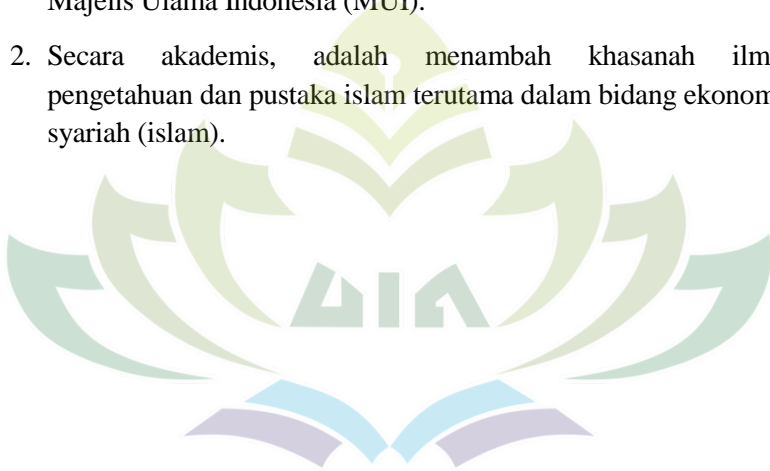 Majelis Ulama Indonesia (MUI).
2. Secara akademis, adalah menambah khasanah ilm
pengetahuan dan pustaka islam terutama dalam bidang ekonom
syariah (islam).
UIN